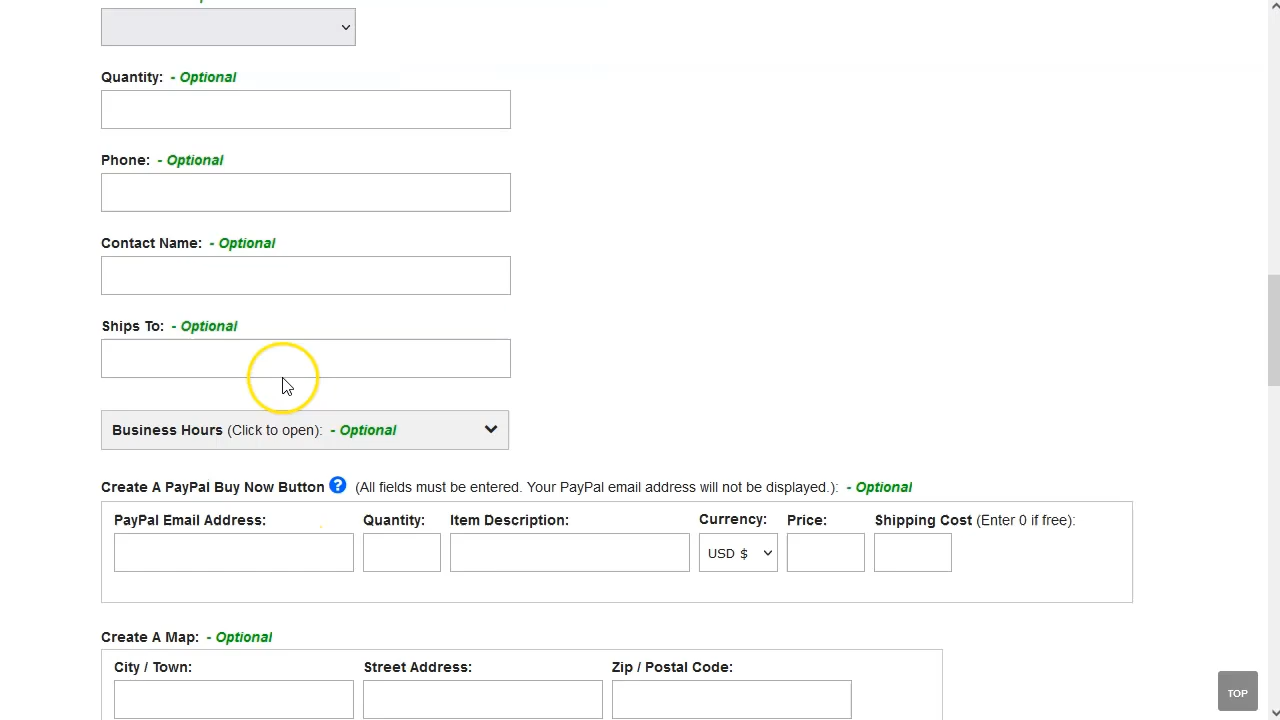 Quantity: - Optional
Phone: - Optional
Contact Name: - Optional
Ships To: - Optional
Business Hours (Click to open): - Optional
Create A PayPal Buy Now Button ? (All fields must be entered. Your PayPal email address will not be displayed.): - Optional
PayPal Email Address: Quantity: Item Description: Currency: Price: Shipping Cost (Enter 0 if free):
USD $
Create A Map: - Optional
City / Town: Street Address: Zip / Postal Code:
TOP